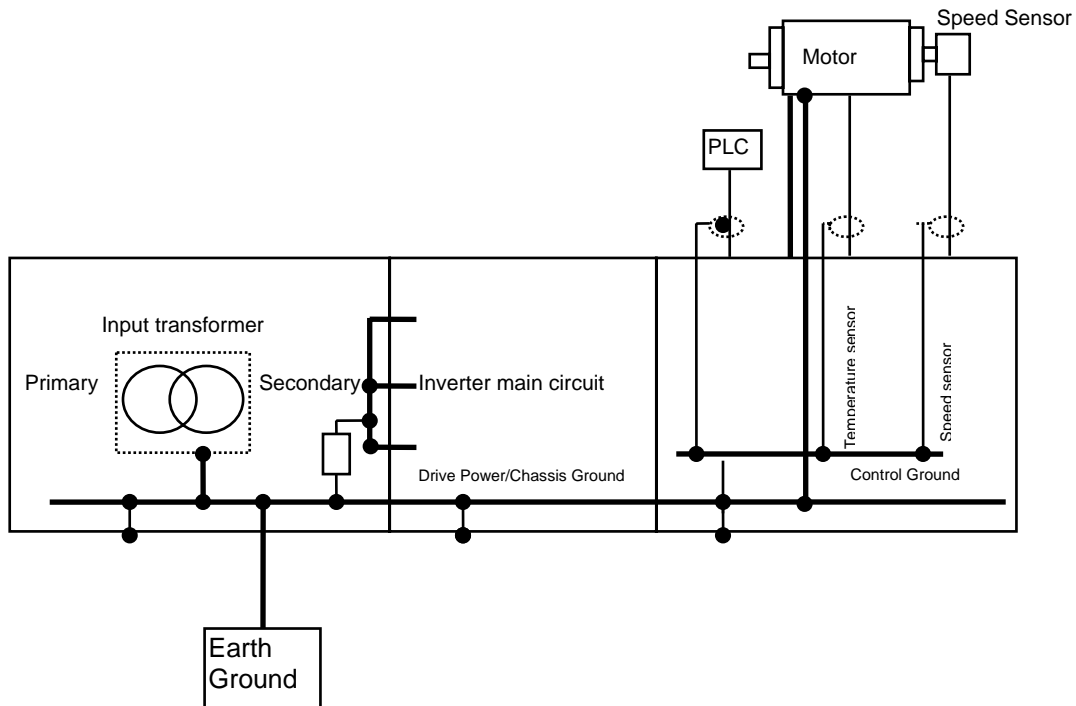 Speed Sensor
Motor
PLC
Input transformer
Primary
Secondary
Inverter main circuit
Temperature sensor
Speed sensor
Drive Power/Chassis Ground
Control Ground
Earth
Ground